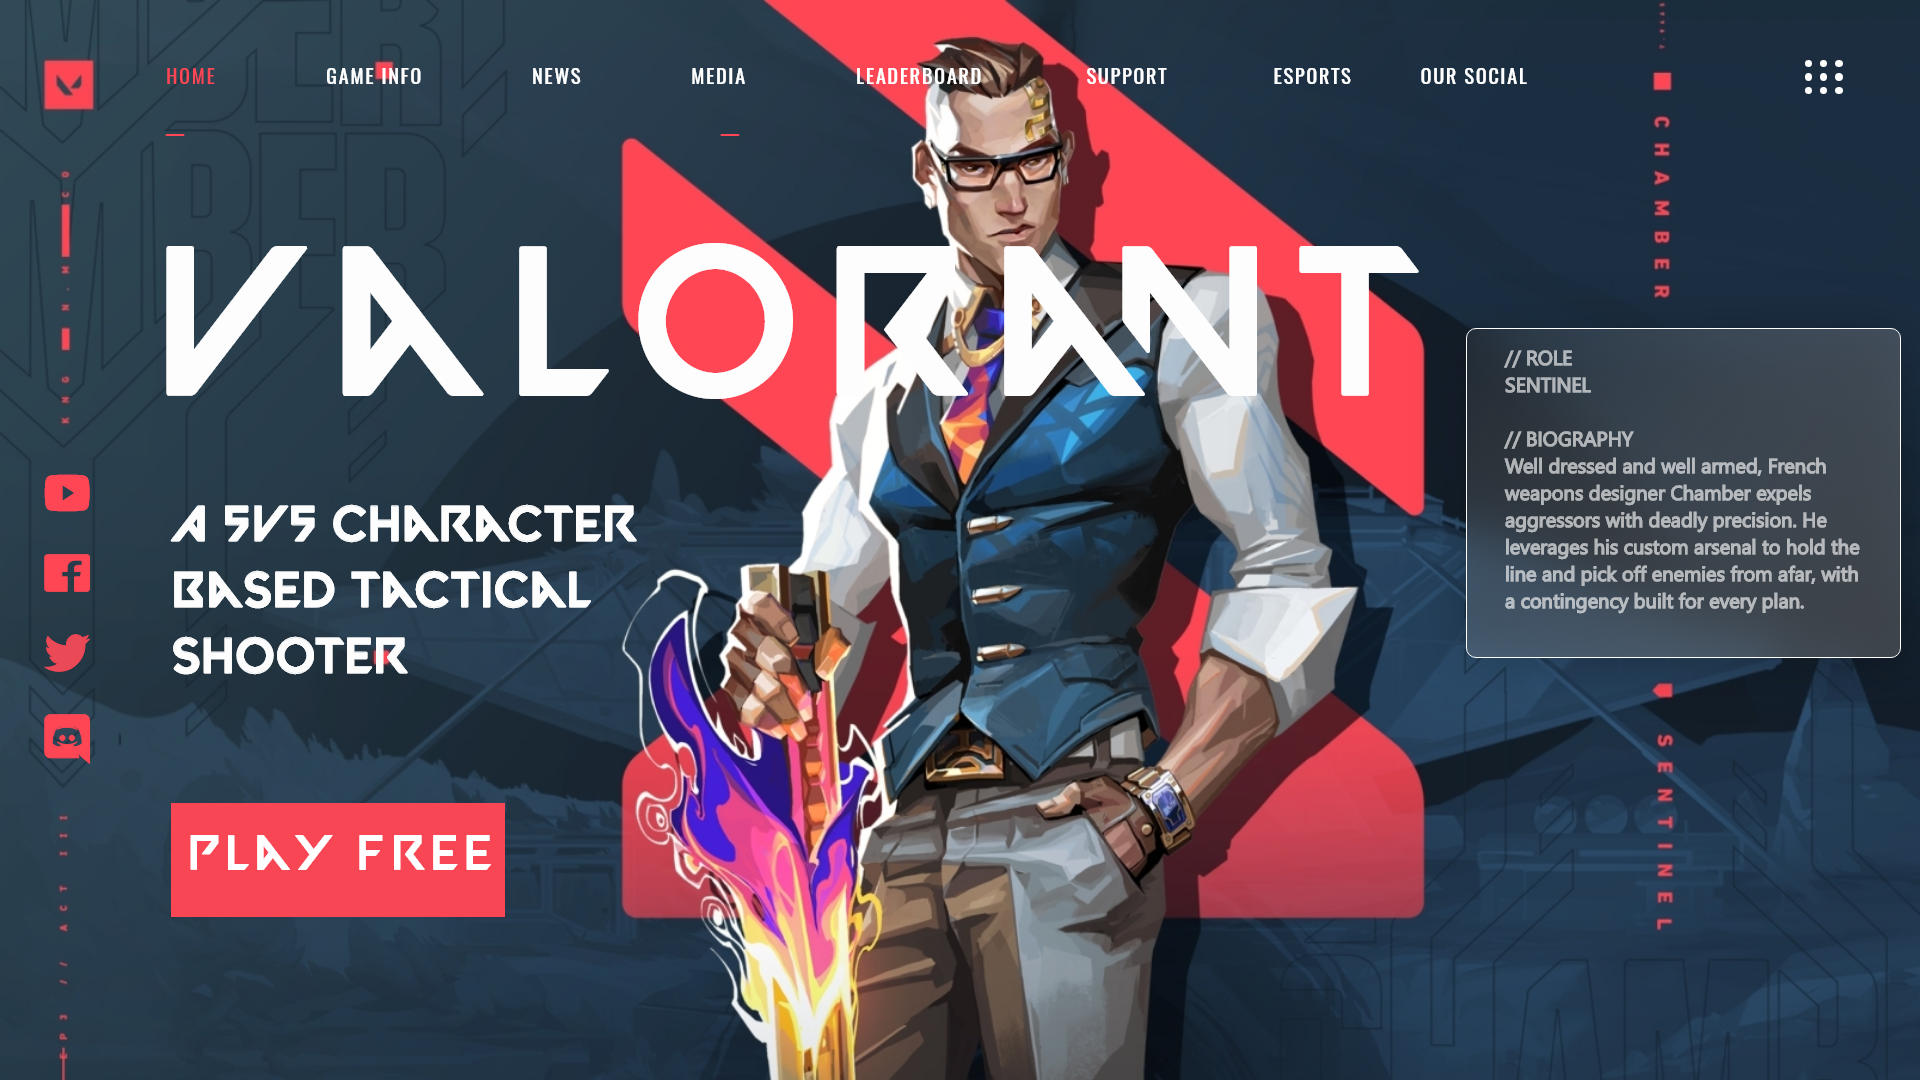 HOME GAME INFO NEWS MEDIA LEADERBOARD SUPPORT ESPORTS OUR SOCIAL
VALORANT
A 5V5 CHARACTER
BASED TACTICAL
SHOOTER
PLAY FREE
CHAMBER
// ROLE
SENTINEL
// BIOGRAPHY
Well dressed and well armed, French
weapons designer Chamber expels
aggressors with deadly precision. He
leverages his custom arsenal to hold the
line and pick off enemies from afar, with
a contingency built for every plan.
SENTINEL
EP3 // ACT III